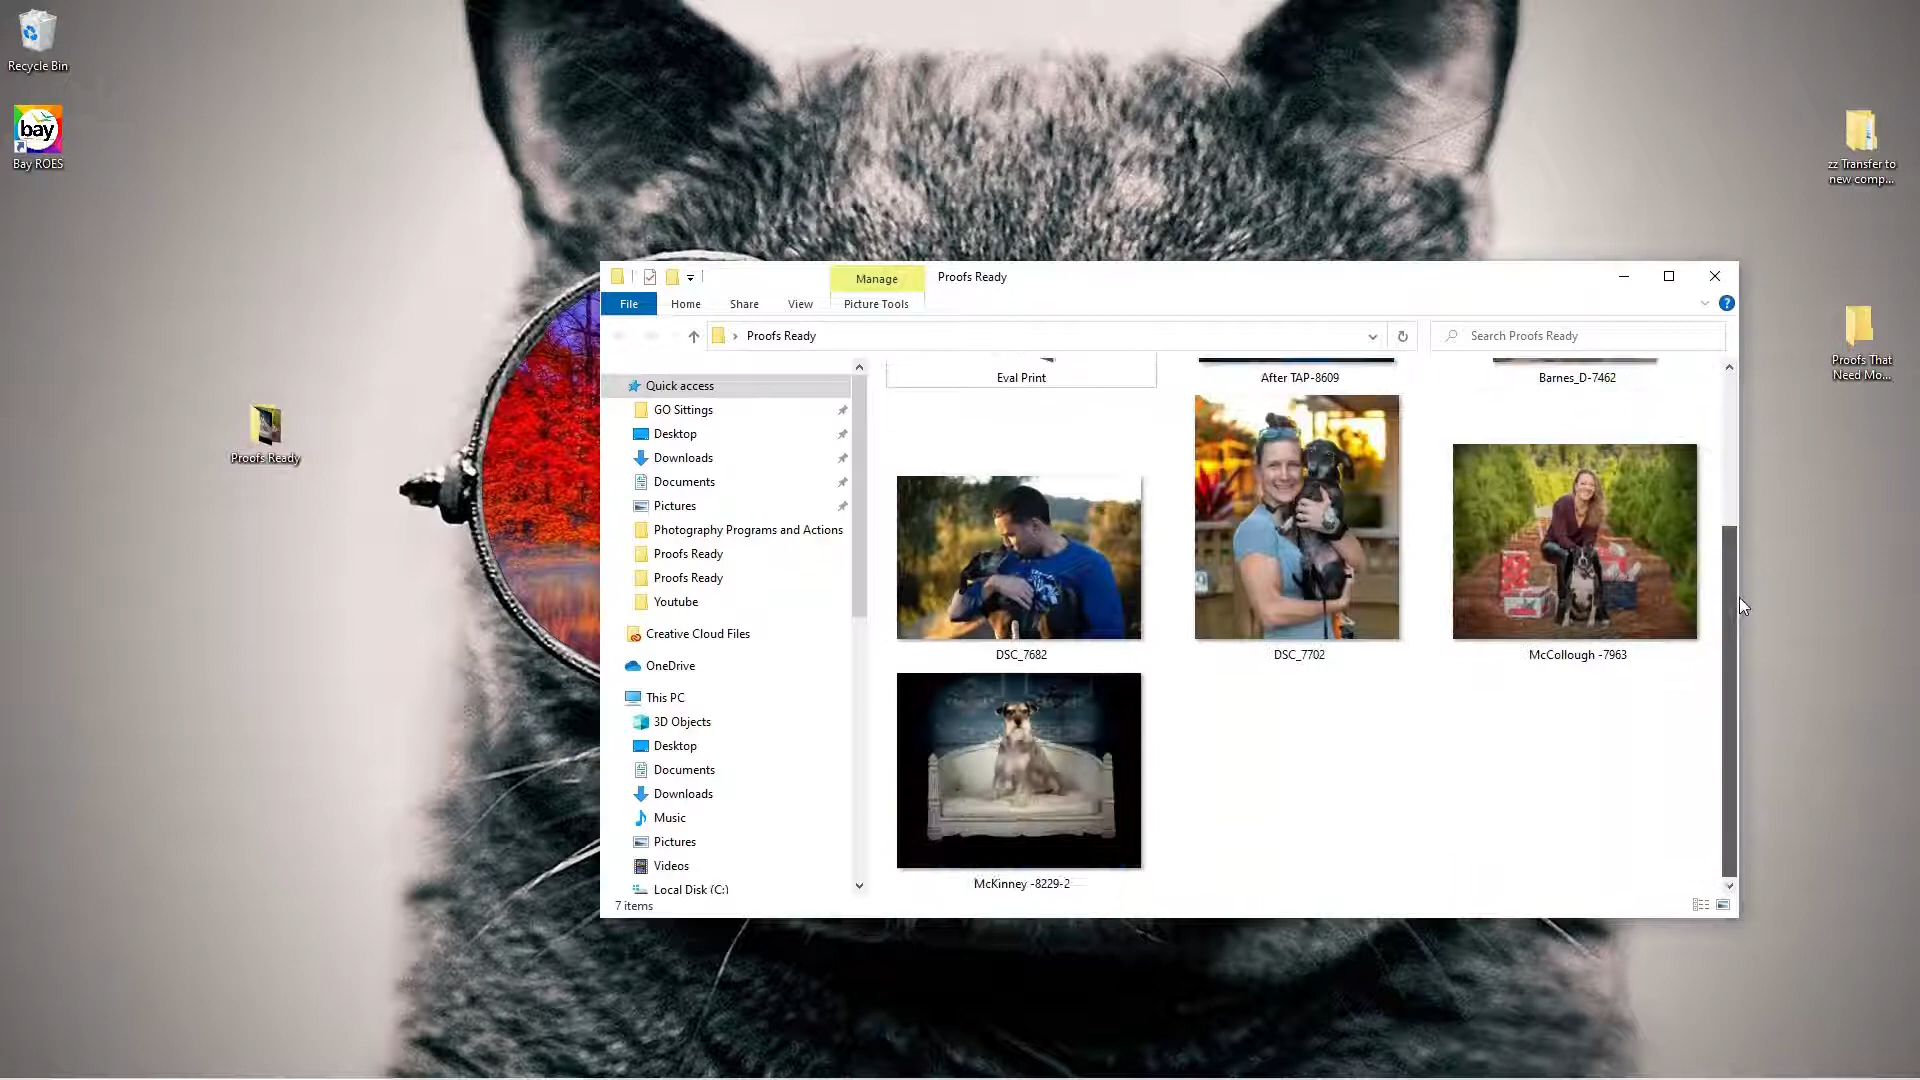 Recycle Bin
bay
Bay ROES
zz Transfer to
new comp...
Proofs That
Need Mo...
Proofs Ready
Manage
Proofs Ready
File
Home
Share
View
Picture Tools
Proofs Ready
Search Proofs Ready
Quick access
GO Sittings
Desktop
Downloads
Documents
Pictures
Photography Programs and Actions
Proofs Ready
Proofs Ready
Youtube
Creative Cloud Files
OneDrive
This PC
3D Objects
Desktop
Documents
Downloads
Music
Pictures
Videos
Local Disk (C:)
Eval Print
After TAP-8609
Barnes_D-7462
DSC_7682
DSC_7702
McCollough -7963
McKinney -8229-2
7 items